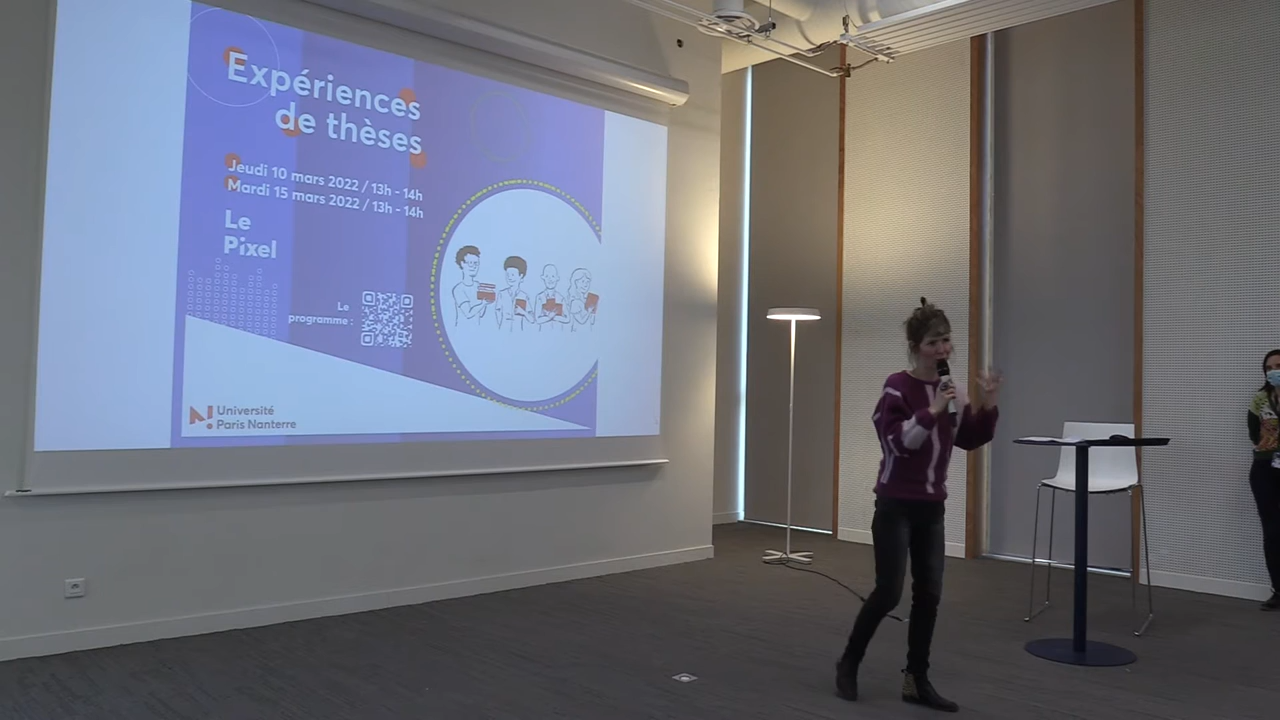 Expériences
de thèses
Jeudi 10 mars 2022 / 13h - 14h
Mardi 15 mars 2022 / 13h - 14h
Le
Pixel
Le
programme :
Université
Paris Nanterre